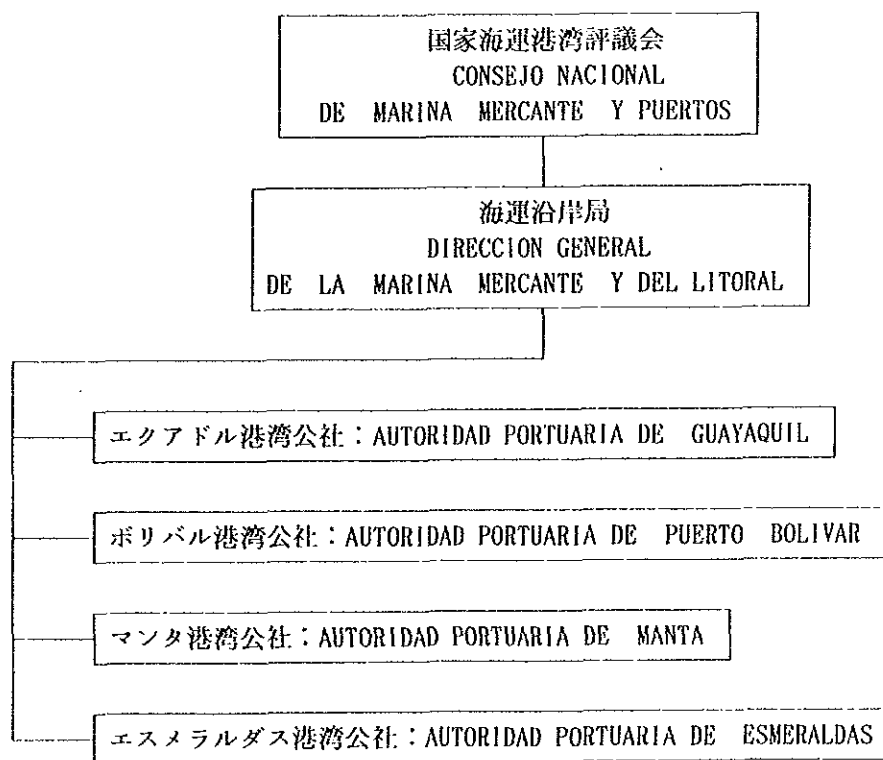 国家海運港湾評議会
CONSEJO NACIONAL
DE MARINA MERCANTE Y PUERTOS
海運沿岸局
DIRECCION GENERAL
DE LA MARINA MERCANTE Y DEL LITORAL
エクアドル港湾公社：AUTORIDAD PORTUARIA DE GUAYAQUIL
ボリバル港湾公社：AUTORIDAD PORTUARIA DE PUERTO BOLIVAR
マンタ港湾公社：AUTORIDAD PORTUARIA DE MANTA
エスメラルダス港湾公社：AUTORIDAD PORTUARIA DE ESMERALDAS